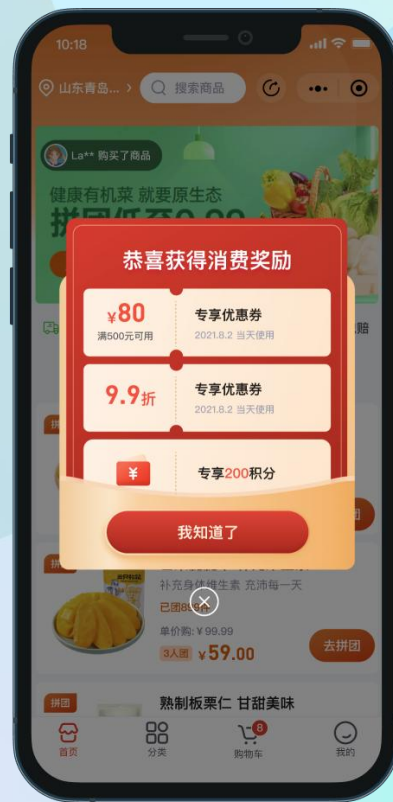 10:18
山东青岛...
搜索商品
La** 购买了商品
健康有机菜 就要原生态
恭喜获得消费奖励
¥80
满500元可用
专享优惠券
2021.8.2 当天使用
9.9折
专享优惠券
2021.8.2 当天使用
¥
专享200积分
我知道了
补充身体维生素 充沛每一天
单价购: ¥99.99
3人团 ¥59.00
去拼团
拼团
熟制板栗仁 甘甜美味
首页
分类
8
购物车
我的